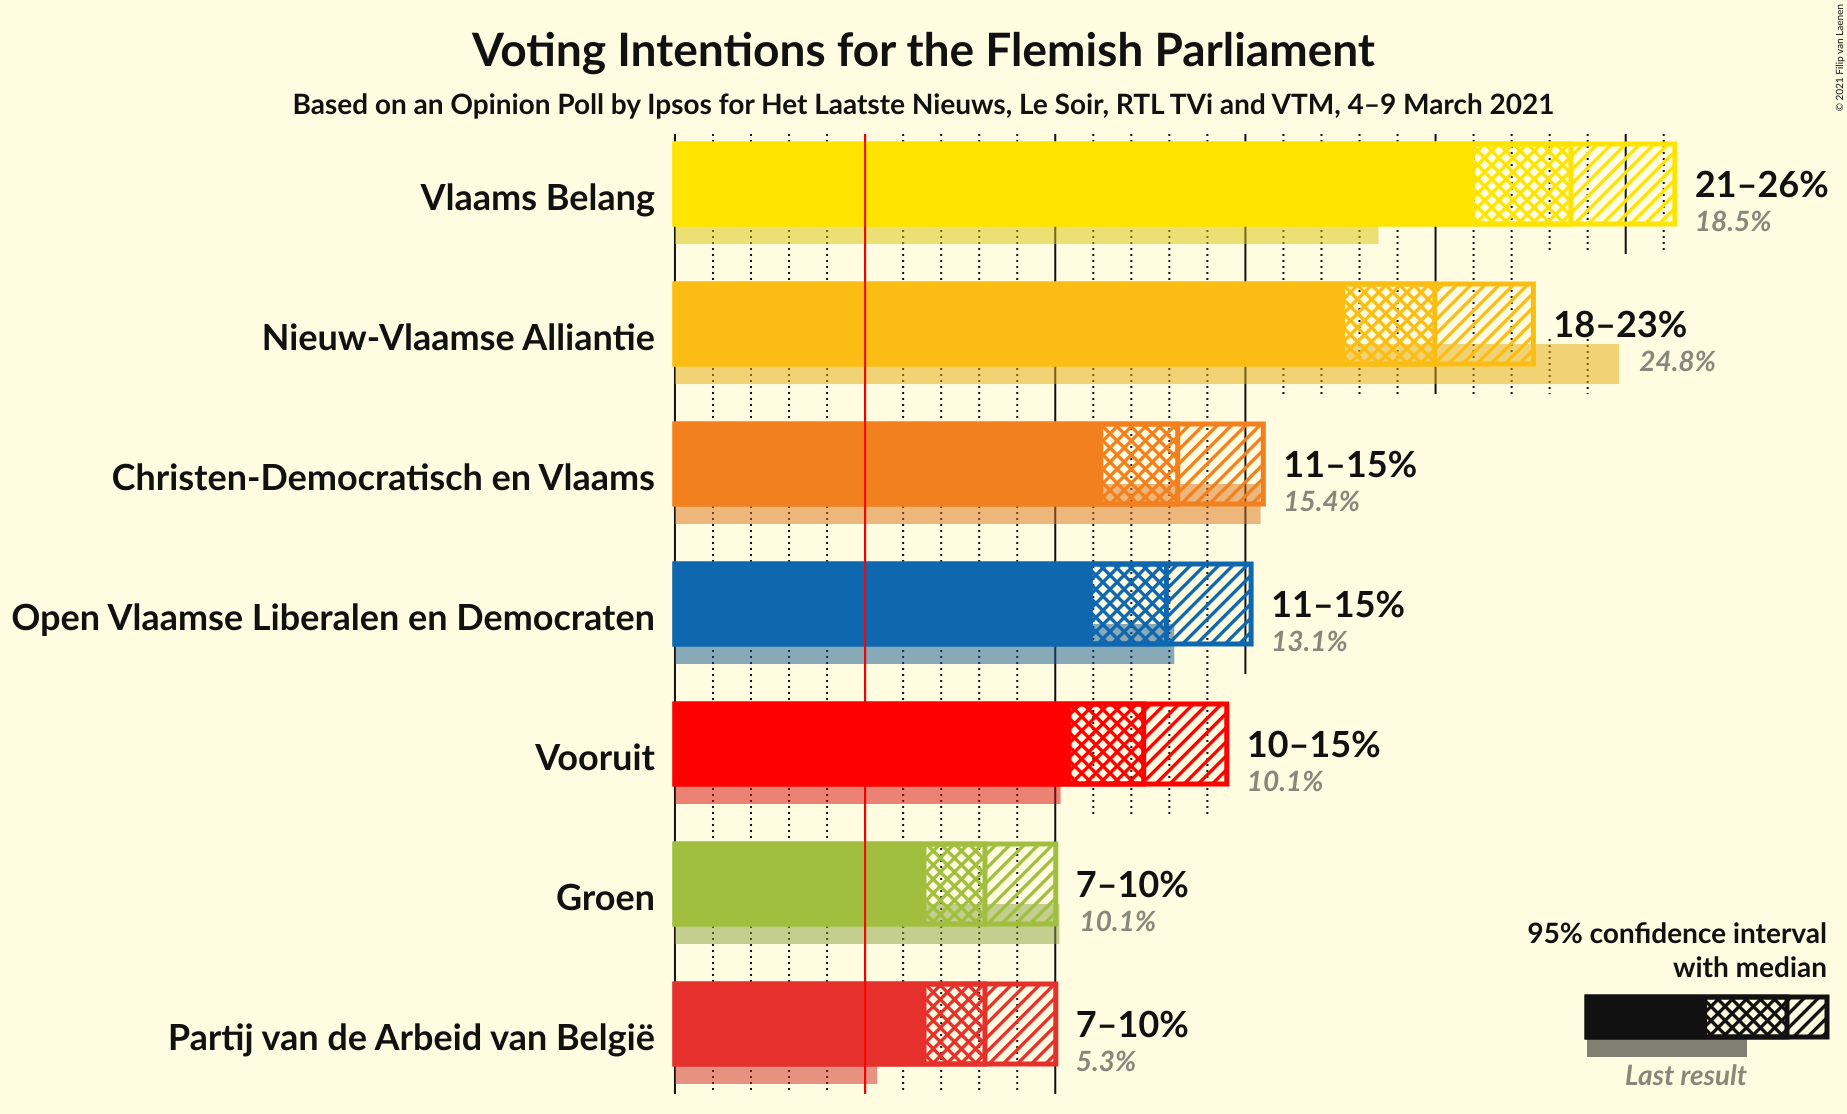 © 2021 Filip van Laenen
Voting Intentions for the Flemish Parliament
Based on an Opinion Poll by Ipsos for Het Laatste Nieuws, Le Soir, RTL TVi and VTM, 4–9 March 2021
Vlaams Belang
21–26%
18.5%
Nieuw-Vlaamse Alliantie
18–23%
24.8%
Christen-Democratisch en Vlaams
11–15%
15.4%
Open Vlaamse Liberalen en Democraten
11–15%
13.1%
Vooruit
10–15%
10.1%
Groen
7–10%
10.1%
Partij van de Arbeid van België
7–10%
5.3%
95% confidence interval
with median
Last result